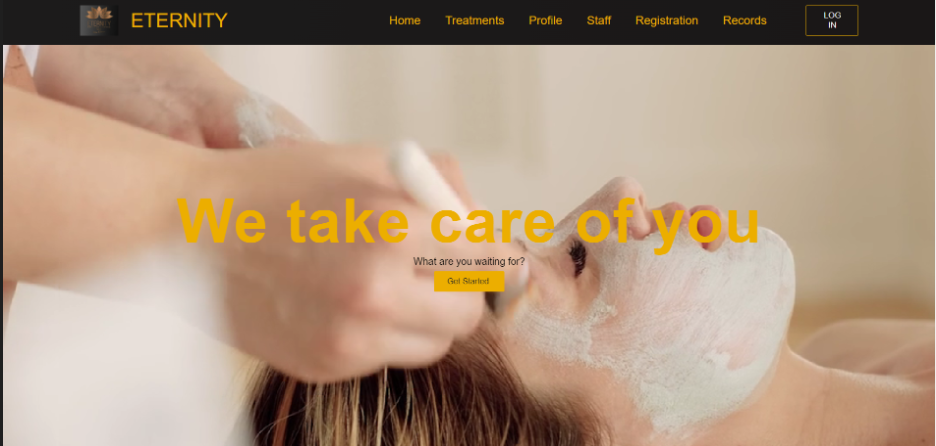 ETERNITY
Home Treatments Profile Staff Registration Records
LOG
IN
We take care of you
What are you waiting for?
Get Started